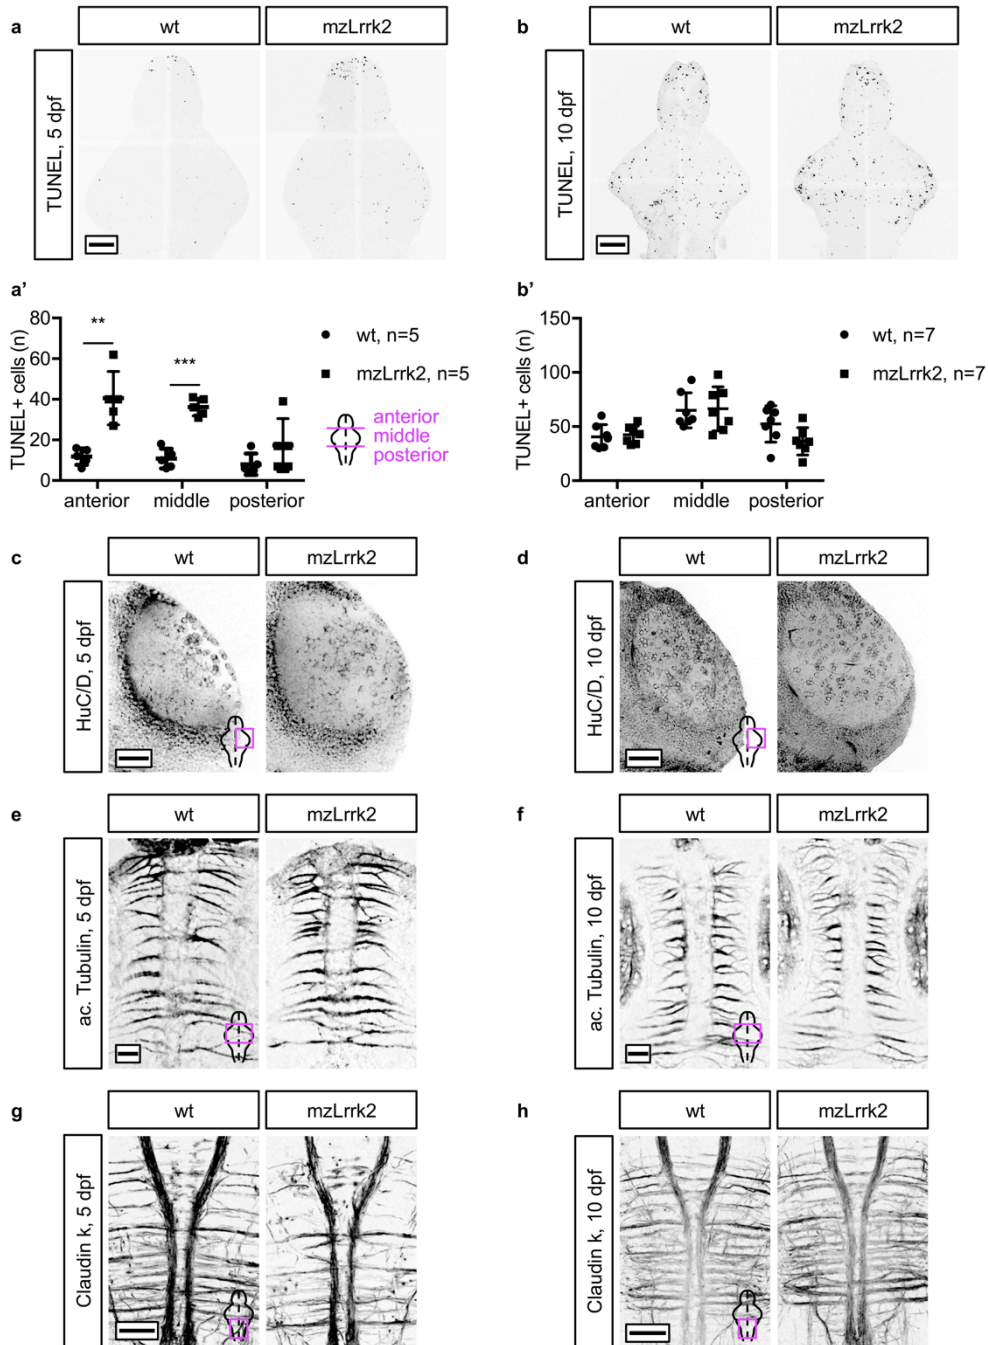 a
wt
mzLrrk2
TUNEL, 5 dpf
b
wt
mzLrrk2
TUNEL, 10 dpf
a’
TUNEL+ cells (n)
80
60
40
20
0
**
***
anterior
middle
posterior
wt, n=5
mzLrrk2, n=5
anterior
middle
posterior
b’
TUNEL+ cells (n)
150
100
50
0
anterior
middle
posterior
wt, n=7
mzLrrk2, n=7
c
wt
mzLrrk2
HuC/D, 5 dpf
d
wt
mzLrrk2
HuC/D, 10 dpf
e
wt
mzLrrk2
ac. Tubulin, 5 dpf
f
wt
mzLrrk2
ac. Tubulin, 10 dpf
g
wt
mzLrrk2
Claudin k, 5 dpf
h
wt
mzLrrk2
Claudin k, 10 dpf